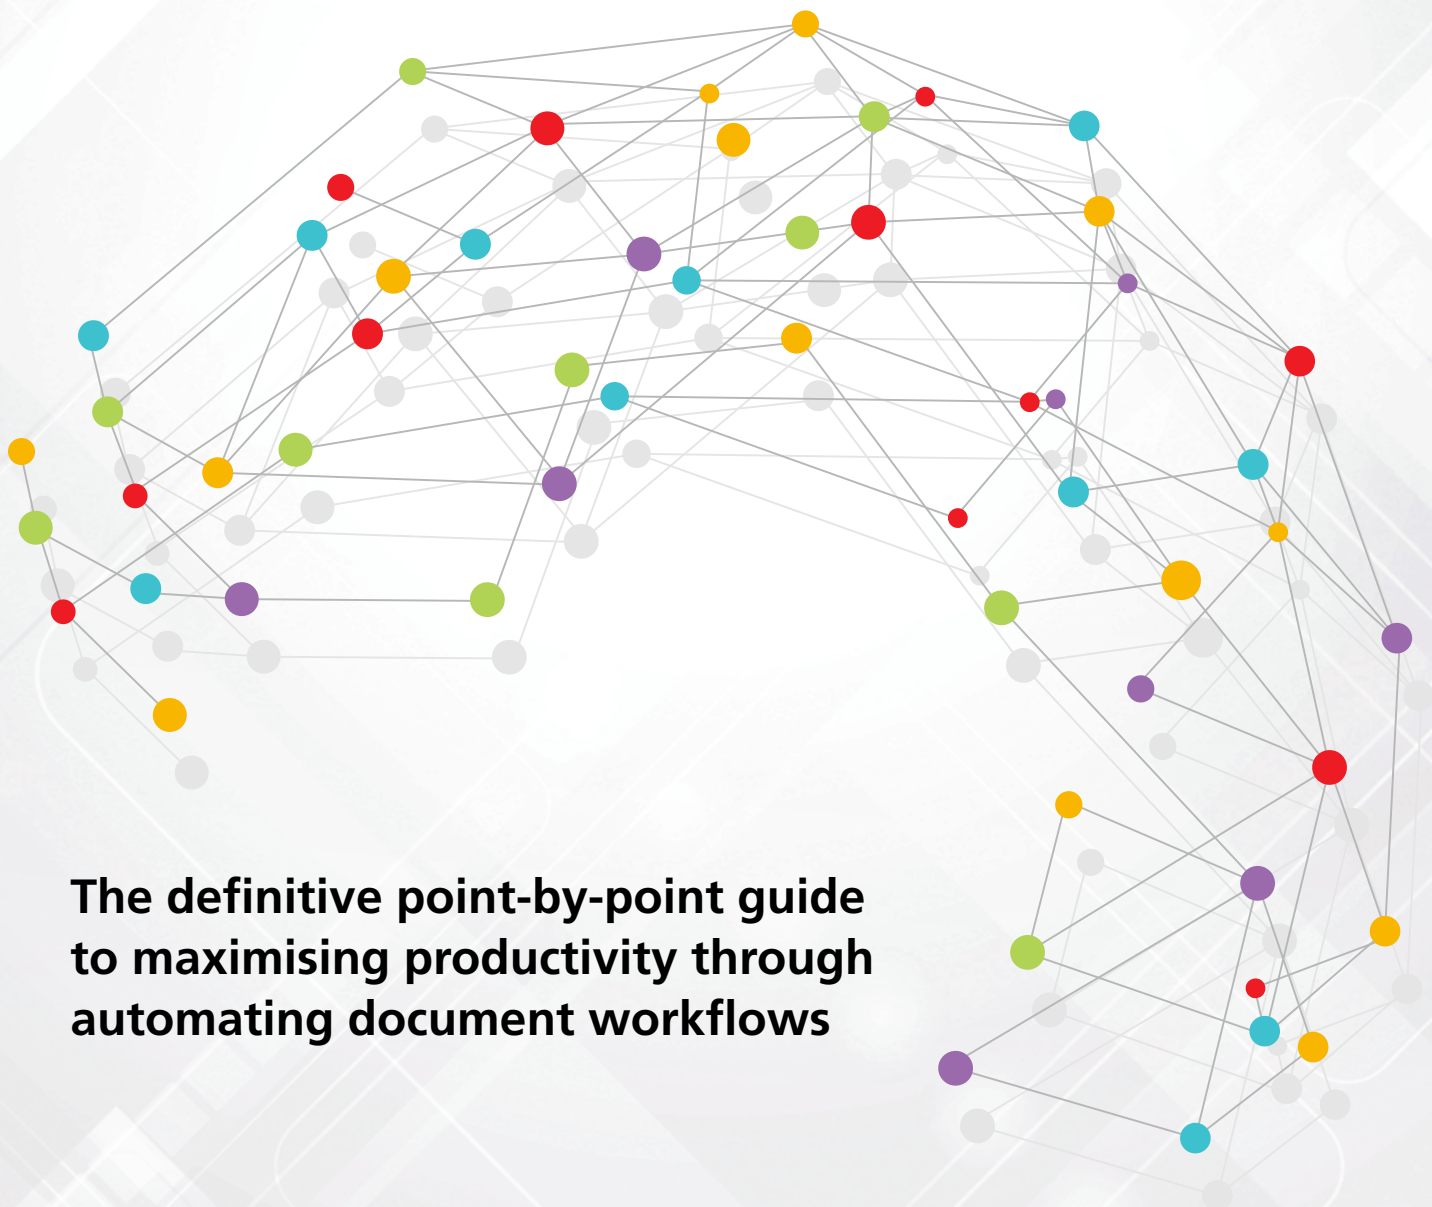 The definitive point-by-point guide
to maximising productivity through
automating document workflows